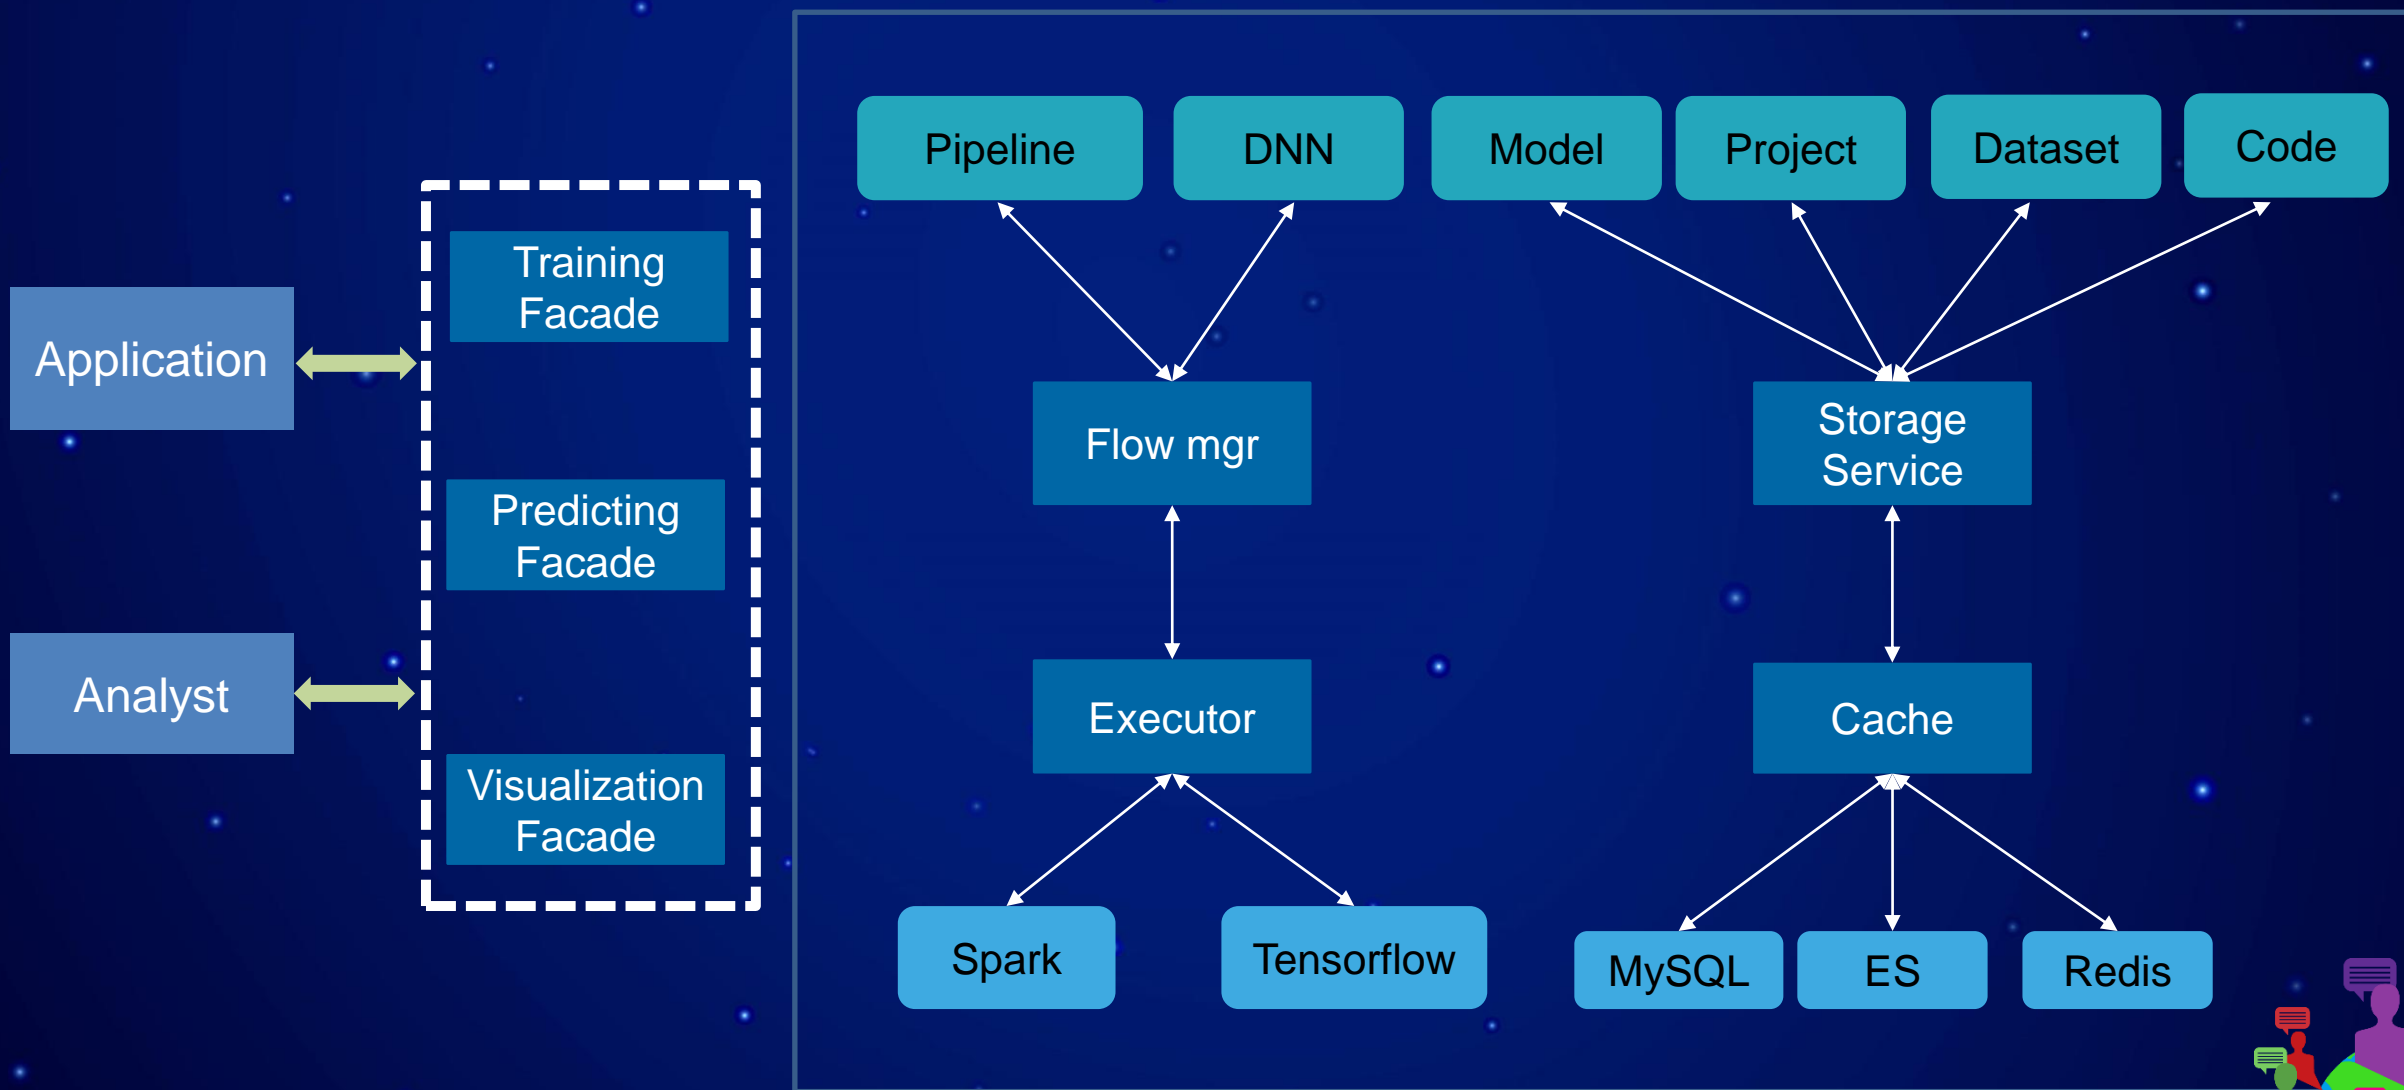 Pipeline
DNN
Model
Project
Dataset
Code
Training
Facade
Application
Flow mgr
Storage
Service
Predicting
Facade
Analyst
Executor
Cache
Visualization
Facade
Spark
Tensorflow
MySQL
ES
Redis